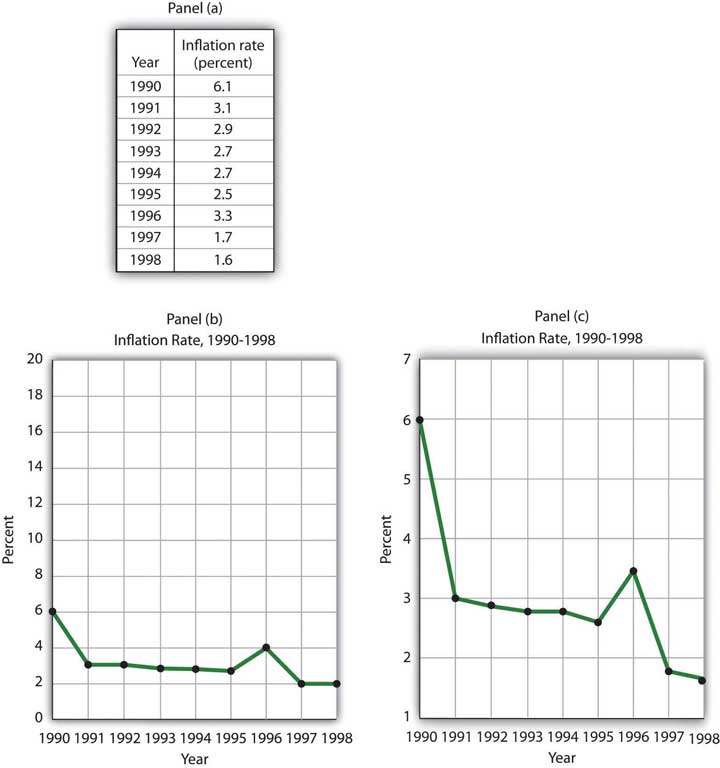 Panel (a)
Year Inflation rate (percent)
1990 6.1
1991 3.1
1992 2.9
1993 2.7
1994 2.7
1995 2.5
1996 3.3
1997 1.7
1998 1.6
Panel (b)
Inflation Rate, 1990-1998
20
18
16
14
12
10
8
6
4
2
0
Percent
1990 1991 1992 1993 1994 1995 1996 1997 1998
Year
Panel (c)
Inflation Rate, 1990-1998
7
6
5
4
3
2
1
Percent
1990 1991 1992 1993 1994 1995 1996 1997 1998
Year